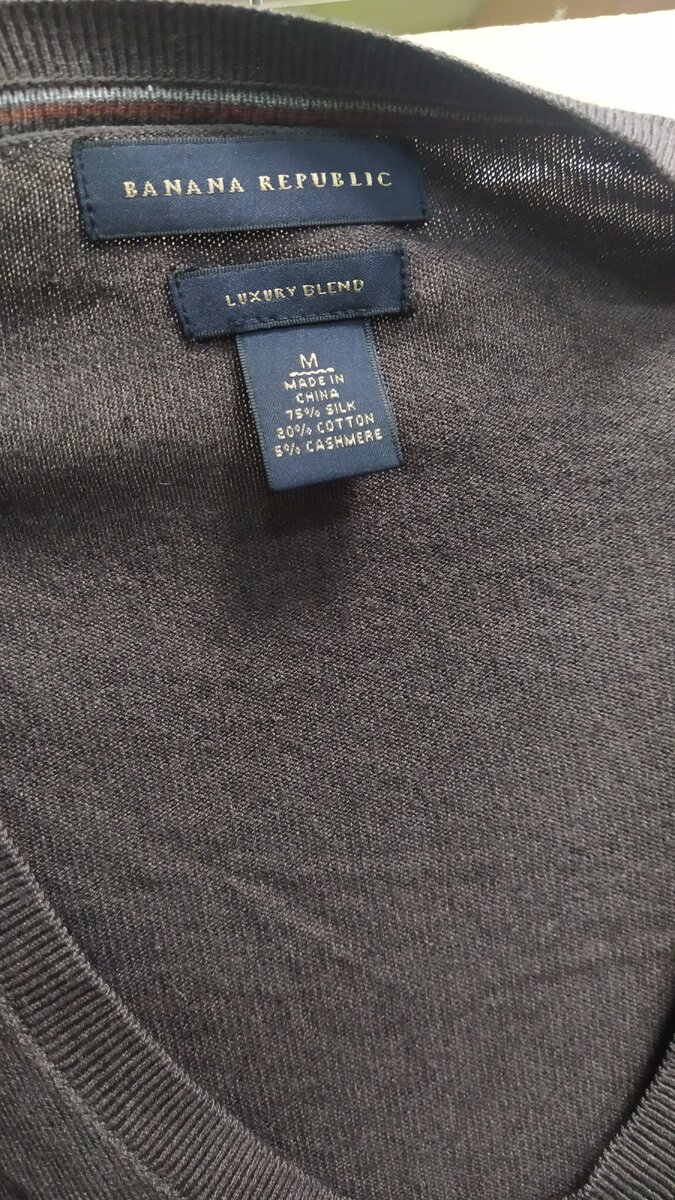 BANANA REPUBLIC
LUXURY BLEND
M
MADE IN
CHINA
75% SILK
20% COTTON
5% CASHMERE